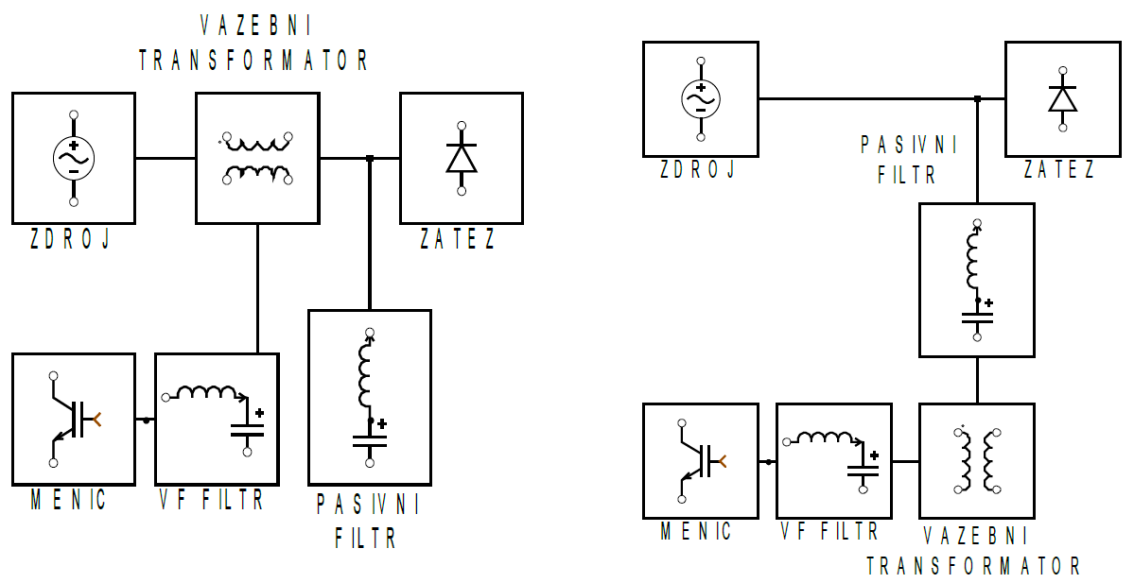 VAZEBNI
TRANSFORMATOR
ZDROJ
ZATEZ
MENIC
VF FILTR
PASIVNI
FILTR
ZDROJ
PASIVNI
FILTR
ZATEZ
MENIC
VF FILTR
VAZEBNI
TRANSFORMATOR